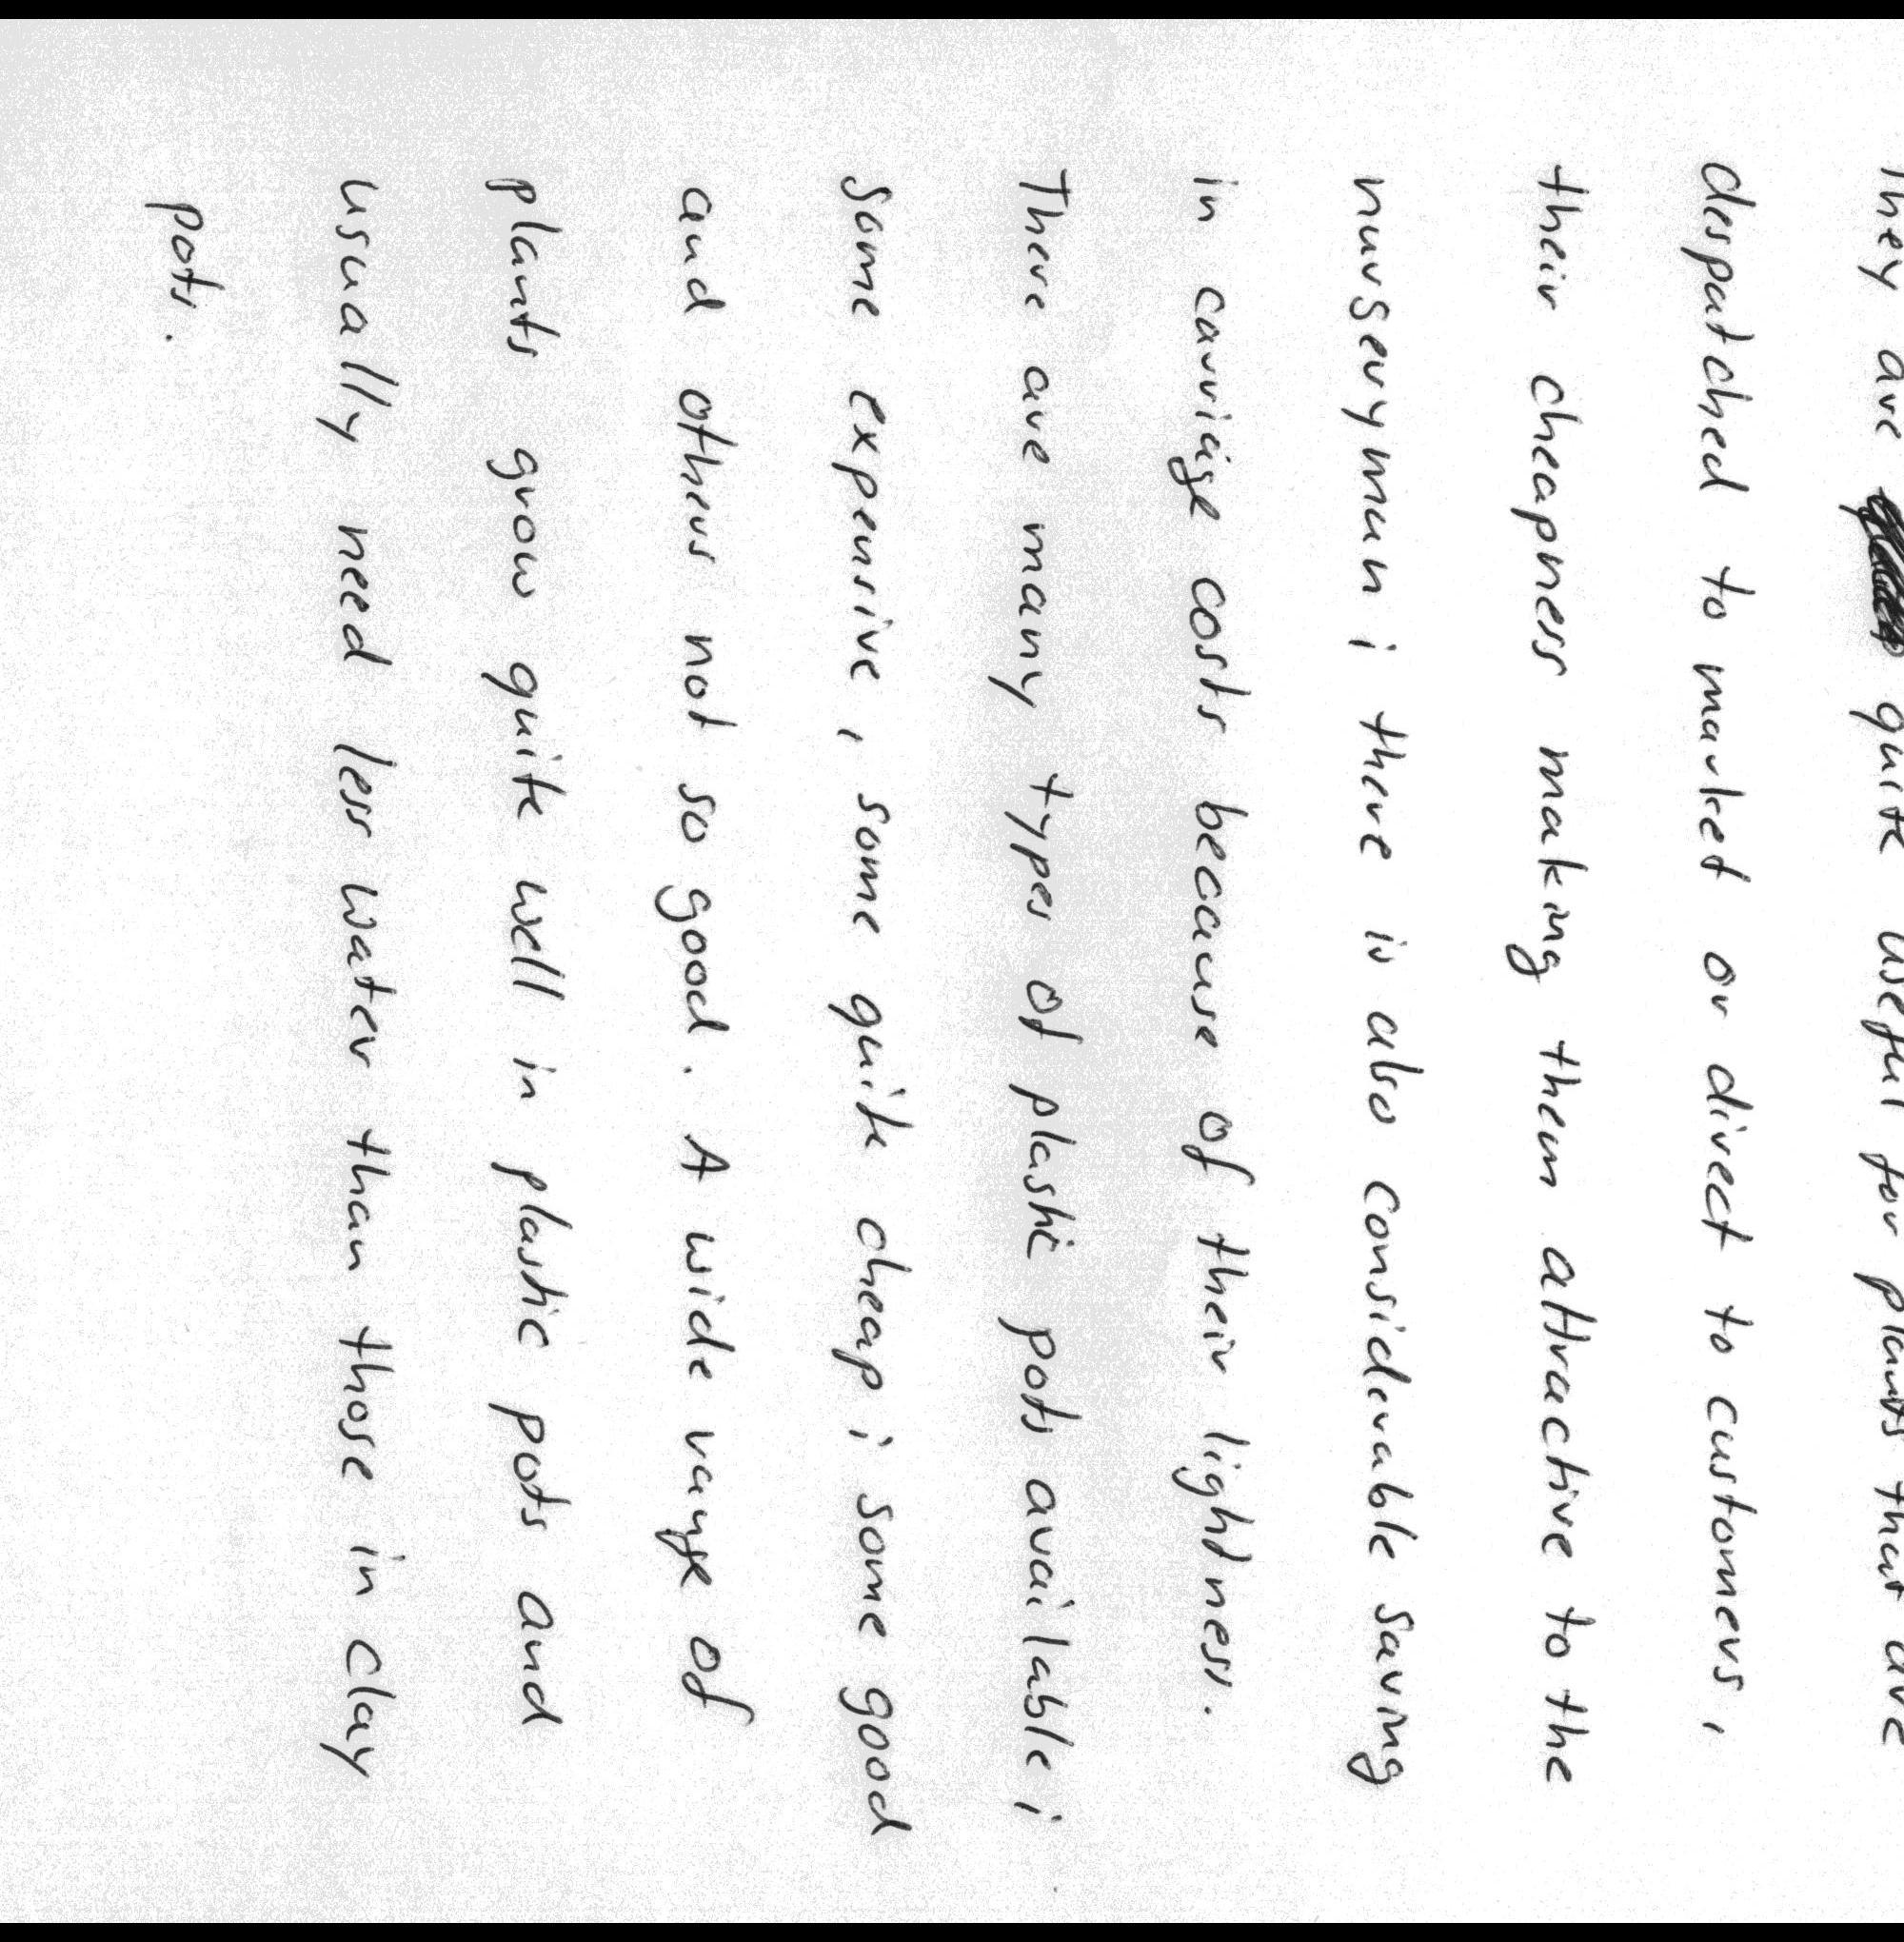 They are quite useful for plants that are
despatched to market or direct to customers,
their cheapness making them attractive to the
nurseryman; there is also considerable saving
in carriage costs because of their lightness.
There are many types of plastic pots available;
some expensive, some quite cheap; some good
and others not so good. A wide range of
plants grow quite well in plastic pots and
usually need less water than those in clay
pots.